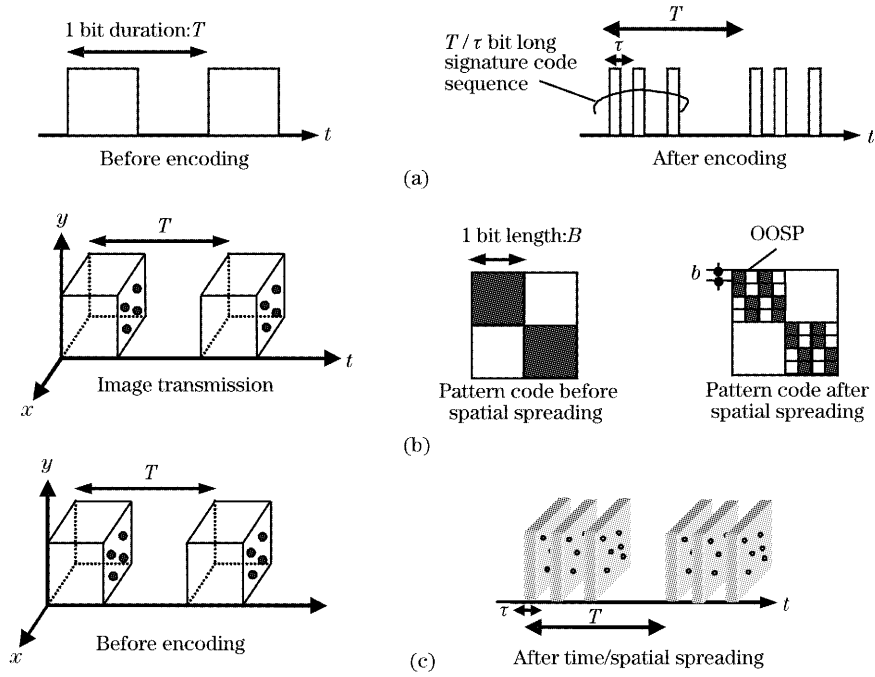 1 bit duration:T
t
Before encoding
T
T / τ bit long
signature code
sequence
τ
t
After encoding
(a)
y
T
t
x
Image transmission
1 bit length:B
Pattern code before
spatial spreading
OOSP
b
Pattern code after
spatial spreading
(b)
y
T
x
Before encoding
τ
T
t
After time/spatial spreading
(c)